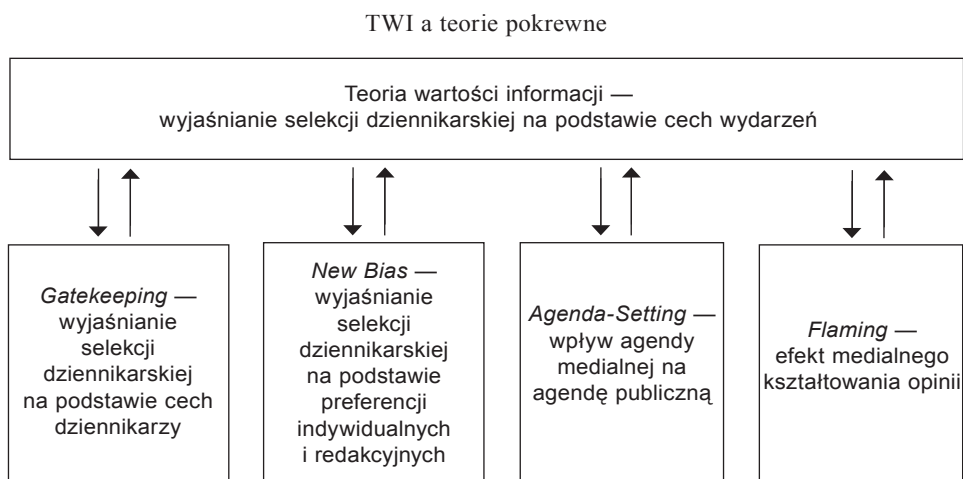 TWI a teorie pokrewne
Teoria wartości informacji —
wyjaśnianie selekcji dziennikarskiej na podstawie cech wydarzeń
Gatekeeping —
wyjaśnianie
selekcji
dziennikarskiej
na podstawie cech
dziennikarzy
New Bias —
wyjaśnianie
selekcji
dziennikarskiej
na podstawie
preferencji
indywidualnych
i redakcyjnych
Agenda-Setting —
wpływ agendy
medialnej na
agendę publiczną
Flaming —
efekt medialnego
kształtowania opinii